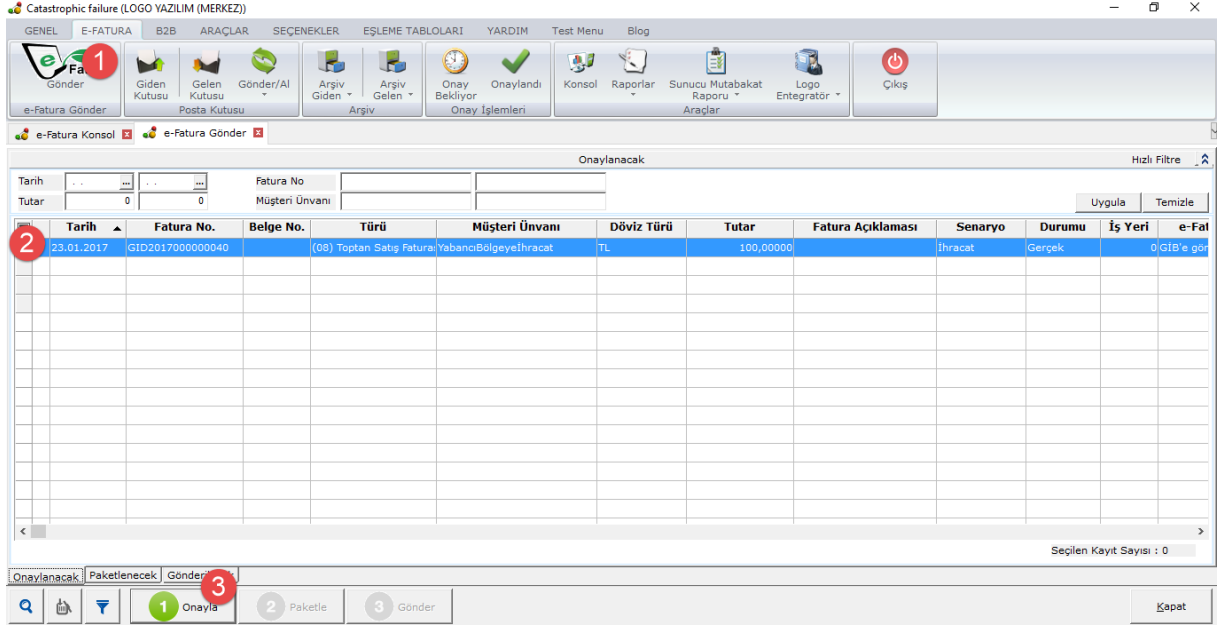 Catastrophic failure (LOGO YAZILIM (MERKEZ))
GENEL E-FATURA B2B ARAÇLAR SEÇENEKLER EŞLEME TABLOLARI YARDIM Test Menu Blog
e Fa 1
Gönder
Giden Kutusu
Gelen Kutusu
Gönder/Al
Arşiv Giden
Arşiv Gelen
Onay Bekliyor
Onaylandı
Konsol
Raporlar
Sunucu Mutabakat Raporu
Logo Entegratör
Çıkış
e-Fatura Gönder Posta Kutusu Arşiv Onay İşlemleri Araçlar
e-Fatura Konsol e-Fatura Gönder
Onaylanacak Hızlı Filtre
Tarih . . ... . . ... Fatura No
Tutar 0 0 Müşteri Ünvanı Uygula Temizle
Tarih Fatura No. Belge No. Türü Müşteri Ünvanı Döviz Türü Tutar Fatura Açıklaması Senaryo Durumu İş Yeri e-Fat
2 23.01.2017 GID2017000000040 (08) Toptan Satış Fatura: YabancıBölgeyeİhracat TL 100,00000 İhracat Gerçek 0 GİB'e gör
Seçilen Kayıt Sayısı : 0
Onaylanacak Paketlenecek Gönderi
3
1 Onayla 2 Paketle 3 Gönder Kapat